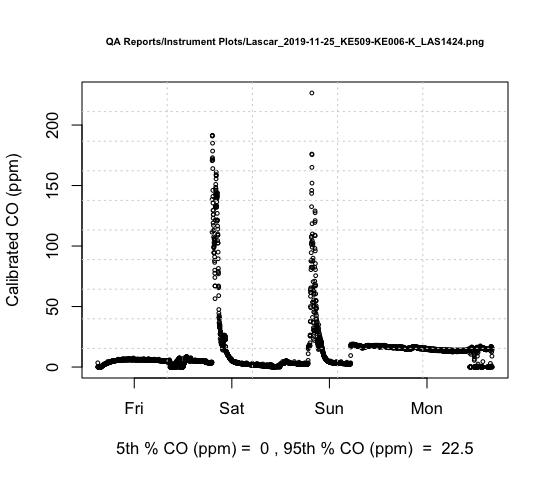 QA Reports/Instrument Plots/Lascar_2019-11-25_KE509-KE006-K_LAS1424.png
200
150
100
50
0
Calibrated CO (ppm)
Fri Sat Sun Mon
5th % CO (ppm) = 0 , 95th % CO (ppm) = 22.5